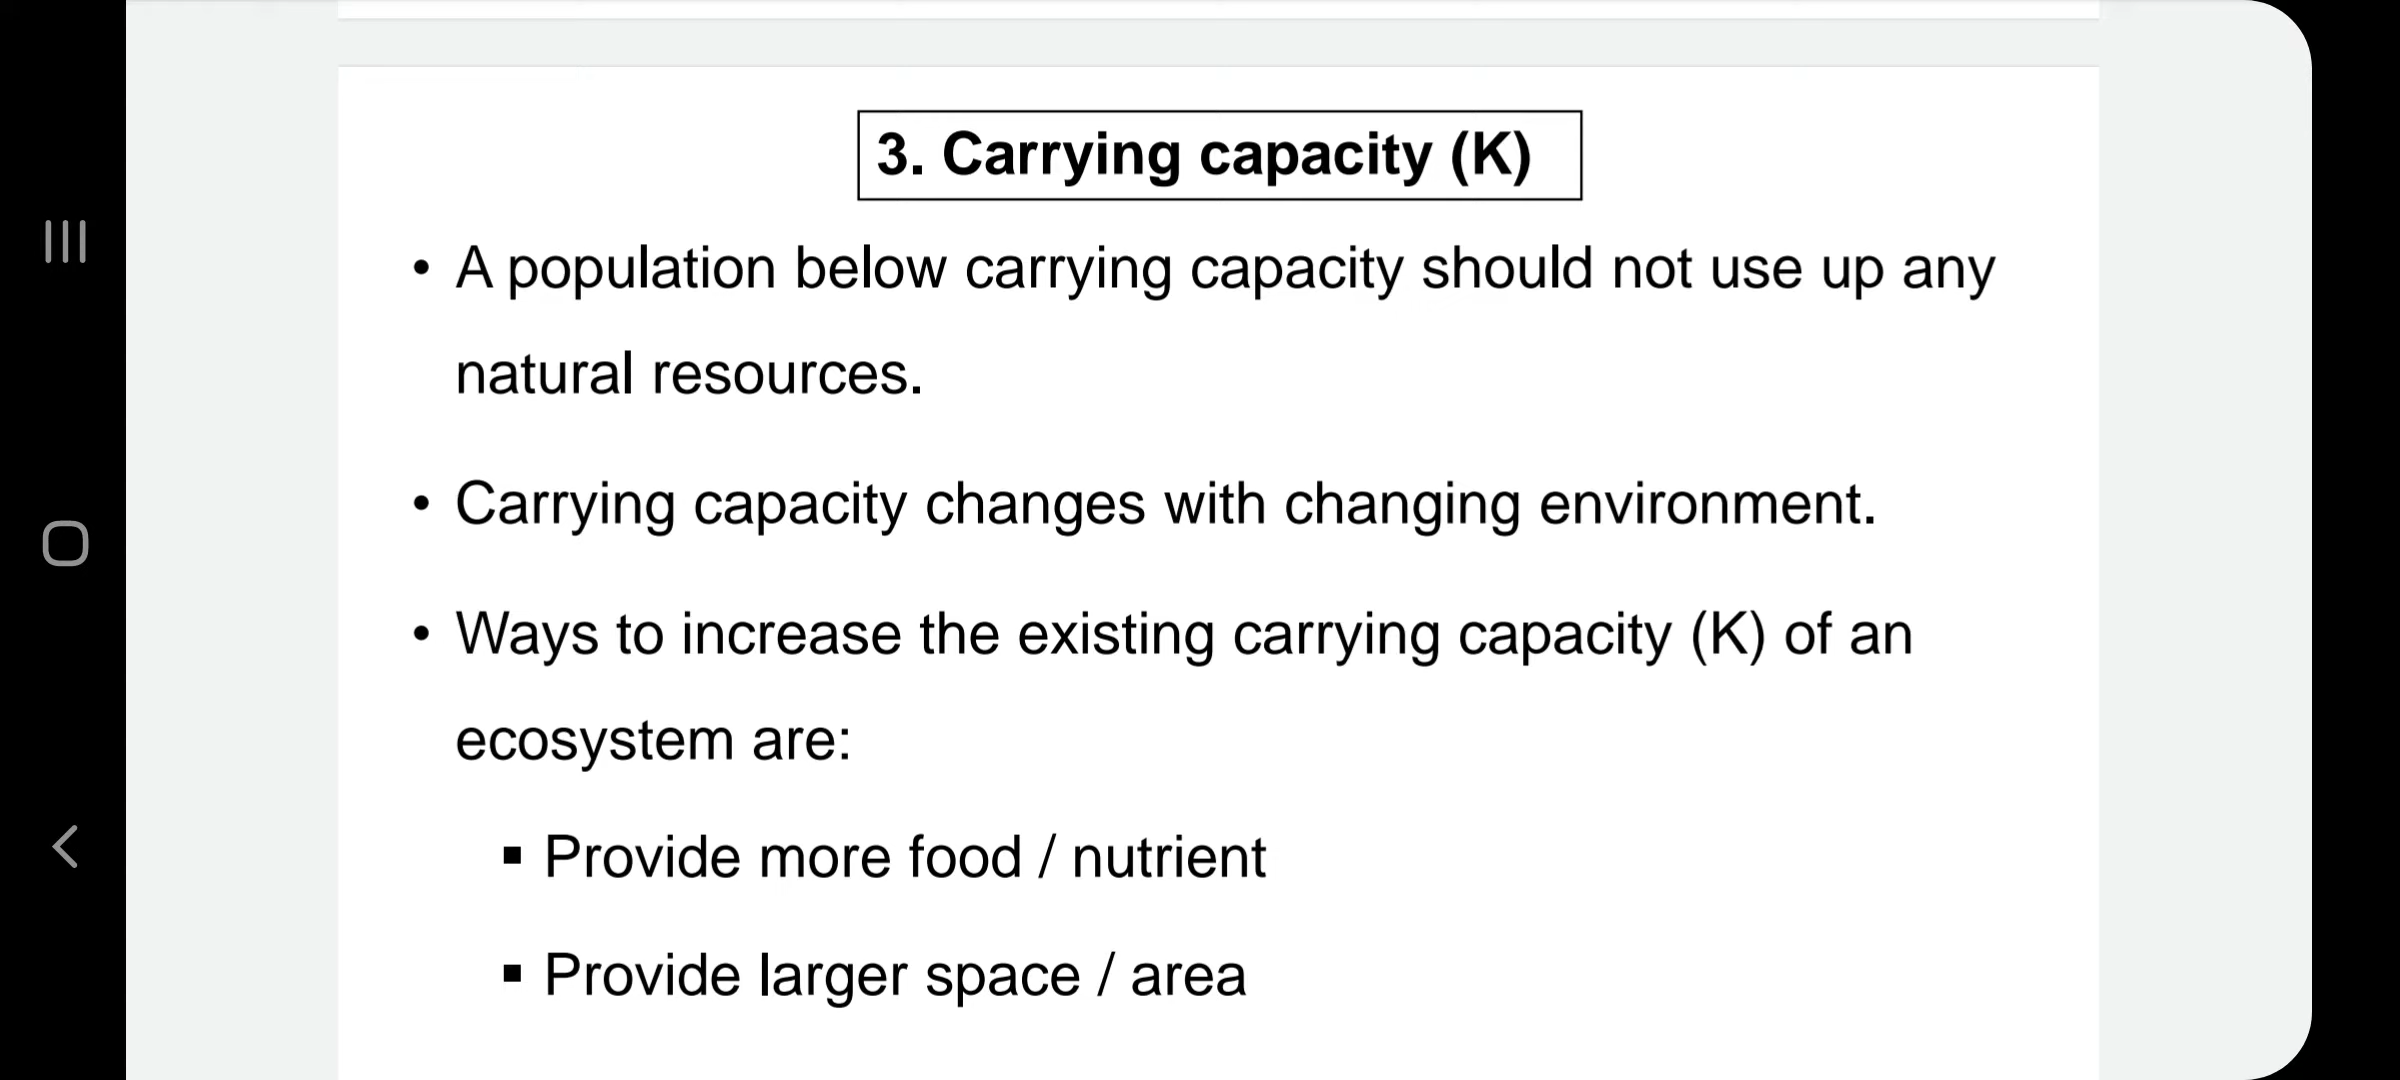 3. Carrying capacity (K)
• A population below carrying capacity should not use up any
natural resources.
• Carrying capacity changes with changing environment.
• Ways to increase the existing carrying capacity (K) of an
ecosystem are:
▪ Provide more food / nutrient
▪ Provide larger space / area